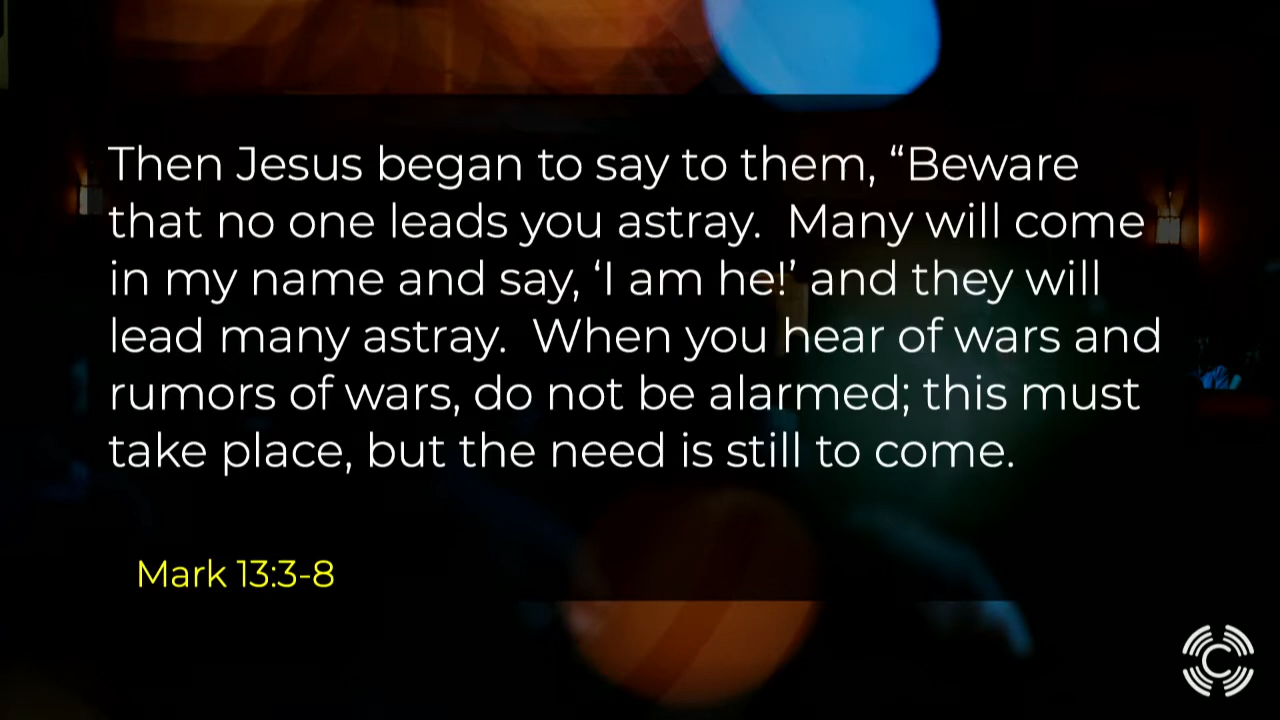 Then Jesus began to say to them, “Beware
that no one leads you astray.  Many will come
in my name and say, ‘I am he!’ and they will
lead many astray.  When you hear of wars and
rumors of wars, do not be alarmed; this must
take place, but the need is still to come.
Mark 13:3-8